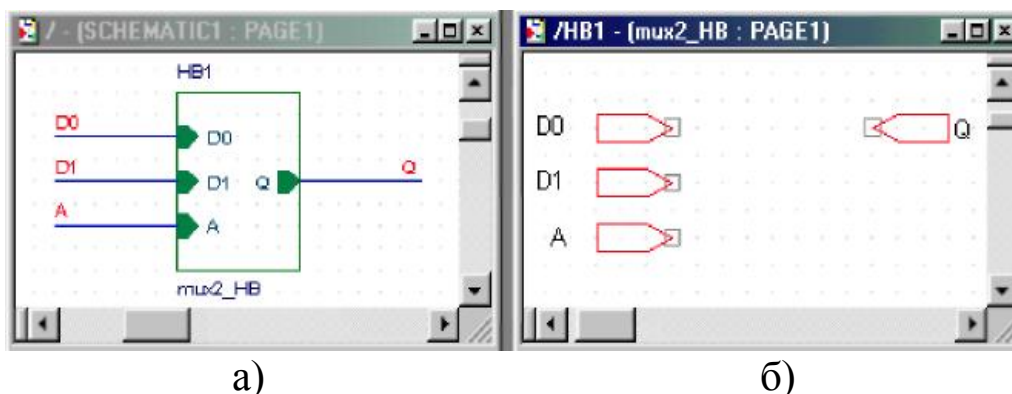 / - (SCHEMATIC1 : PAGE1)
HB1
D0
D0
D1
D1 Q
Q
A
A
mux2_HB
/HB1 - (mux2_HB : PAGE1)
D0
Q
D1
A
а)
б)